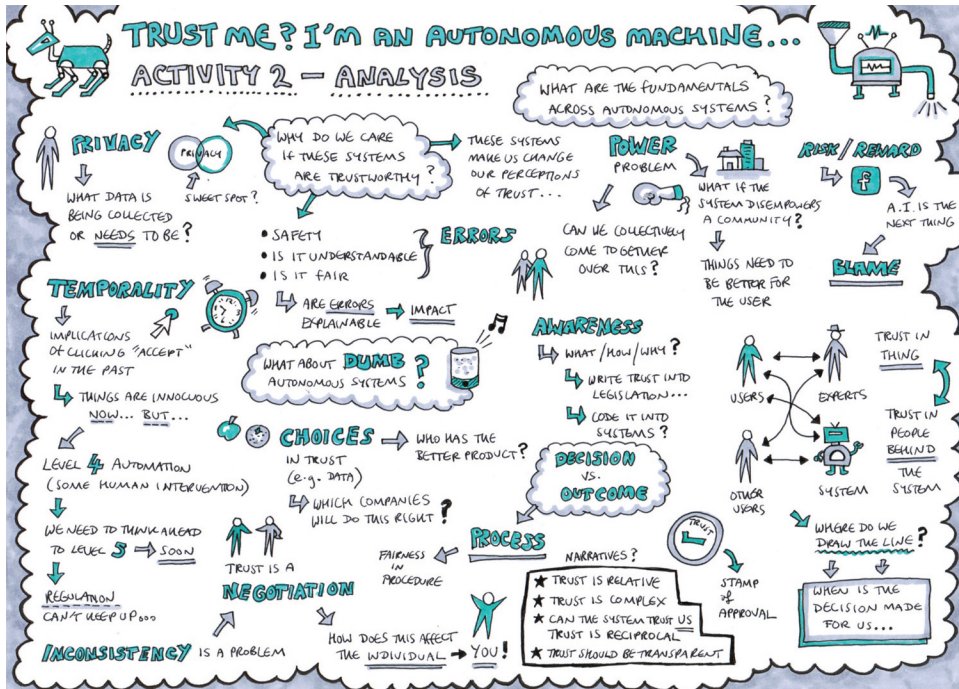 TRUST ME? I'M AN AUTONOMOUS MACHINE...
ACTIVITY 2 – ANALYSIS
WHAT ARE THE FUNDAMENTALS
ACROSS AUTONOMOUS SYSTEMS?
PRIVACY
PRIVACY
SWEET SPOT?
WHAT DATA IS
BEING COLLECTED
OR NEEDS TO BE?
WHY DO WE CARE
IF THESE SYSTEMS
ARE TRUSTWORTHY?
THESE SYSTEMS
MAKE US CHANGE
OUR PERCEPTIONS
OF TRUST...
• SAFETY
• IS IT UNDERSTANDABLE
• IS IT FAIR
ERRORS
ARE ERRORS
EXPLAINABLE
IMPACT
POWER
PROBLEM
CAN WE COLLECTIVELY
COME TOGETHER
OVER THIS?
WHAT IF THE
SYSTEM DISEMPOWERS
A COMMUNITY?
THINGS NEED TO
BE BETTER FOR
THE USER
RISK/REWARD
f
A.I. IS THE
NEXT THING
BLAME
TEMPORALITY
IMPLICATIONS
OF CLICKING "ACCEPT"
IN THE PAST
THINGS ARE INNOCUOUS
NOW... BUT...
LEVEL 4 AUTOMATION
(SOME HUMAN INTERVENTION)
WE NEED TO THINK AHEAD
TO LEVEL 5 SOON
REGULATION
CAN'T KEEP UP...
WHAT ABOUT DUMB
AUTONOMOUS SYSTEMS?
CHOICES
IN TRUST
(e.g. DATA)
WHO HAS THE
BETTER PRODUCT?
WHICH COMPANIES
WILL DO THIS RIGHT?
AWARENESS
WHAT/HOW/WHY?
WRITE TRUST INTO
LEGISLATION...
CODE IT INTO
SYSTEMS?
DECISION
VS.
OUTCOME
PROCESS
FAIRNESS
IN
PROCEDURE
USERS
EXPERTS
OTHER
USERS
SYSTEM
TRUST IN
THING
TRUST IN
PEOPLE
BEHIND
THE
SYSTEM
WHERE DO WE
DRAW THE LINE?
WHEN IS THE
DECISION MADE
FOR US...
TRUST IS A
NEGOTIATION
INCONSISTENCY IS A PROBLEM
HOW DOES THIS AFFECT
THE INDIVIDUAL YOU!
NARRATIVES?
★ TRUST IS RELATIVE
★ TRUST IS COMPLEX
★ CAN THE SYSTEM TRUST US
TRUST IS RECIPROCAL
★ TRUST SHOULD BE TRANSPARENT
TRUST
STAMP
of
APPROVAL